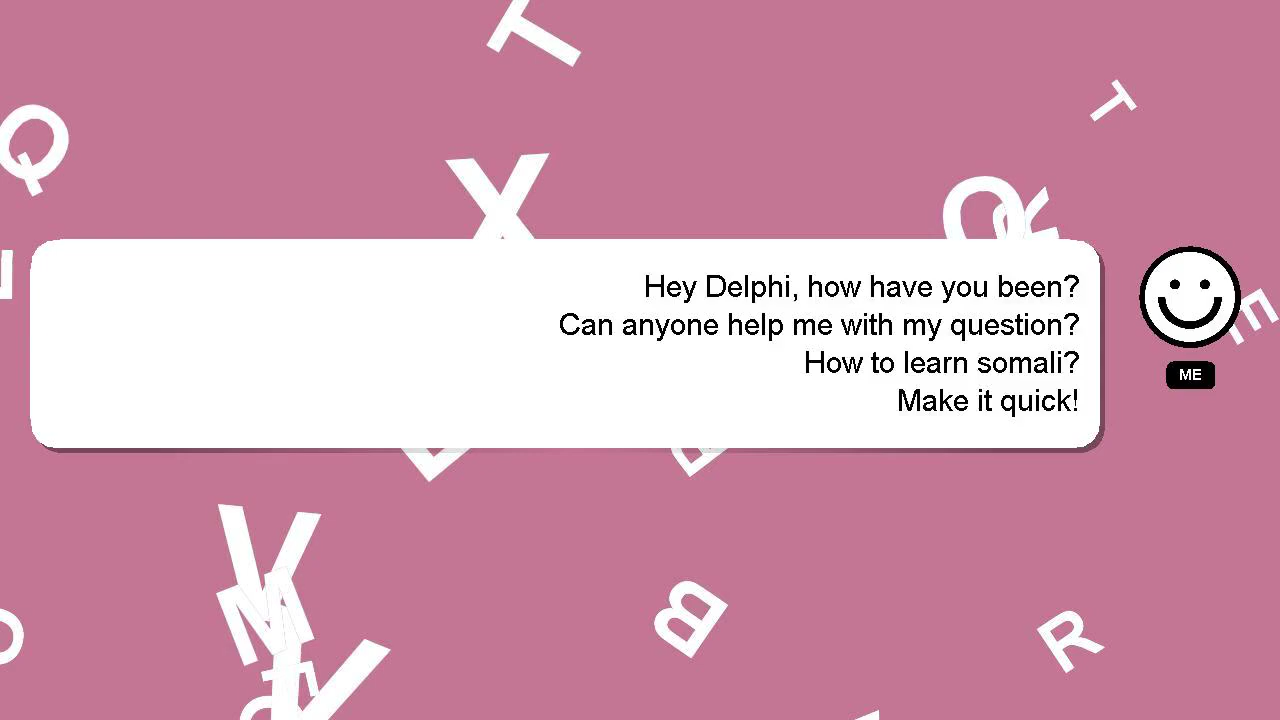 Hey Delphi, how have you been?
Can anyone help me with my question?
How to learn somali?
Make it quick!
ME
T
Q
T
X
Q
E
V
M
B
R